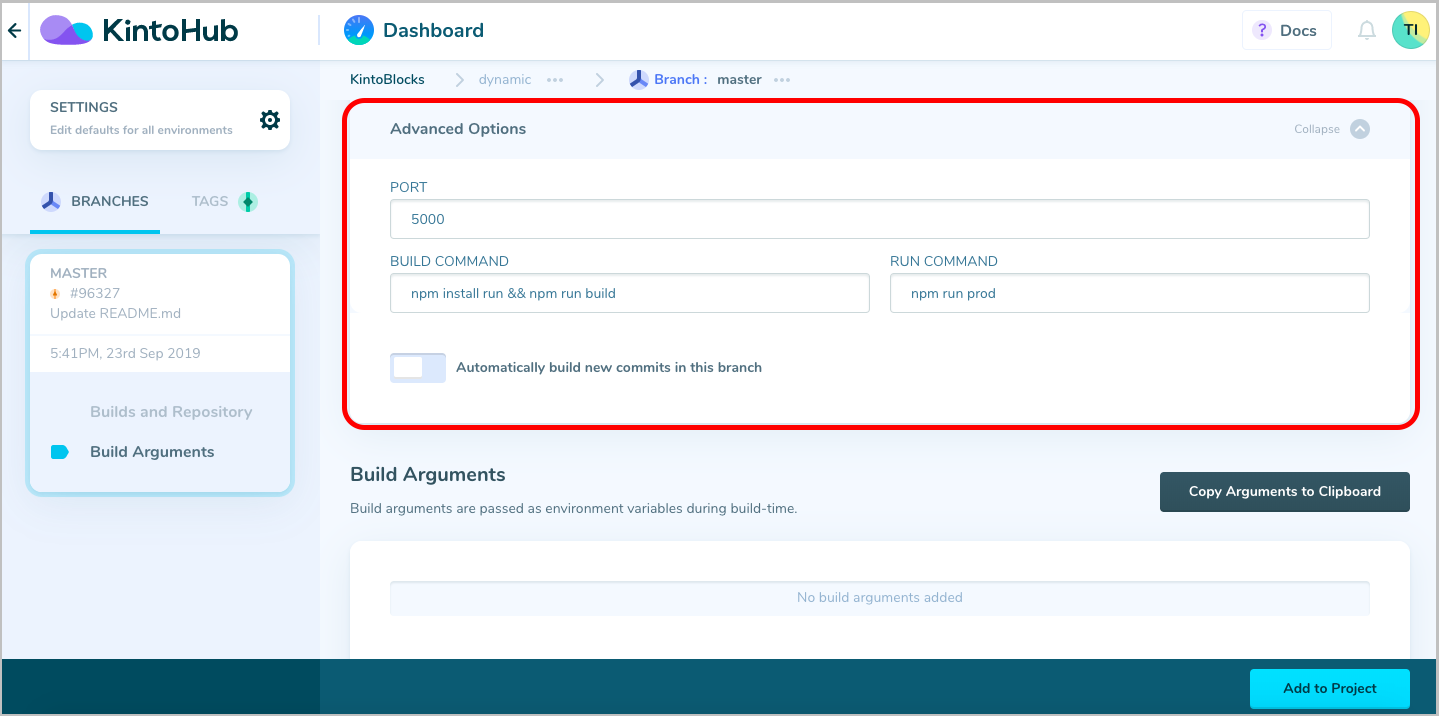 KintoHub
Dashboard
? Docs
TI
SETTINGS
Edit defaults for all environments
BRANCHES
TAGS
MASTER
#96327
Update README.md
5:41PM, 23rd Sep 2019
Builds and Repository
Build Arguments
KintoBlocks
dynamic
Branch : master
Advanced Options
Collapse
PORT
5000
BUILD COMMAND
RUN COMMAND
npm install run && npm run build
npm run prod
Automatically build new commits in this branch
Build Arguments
Build arguments are passed as environment variables during build-time.
Copy Arguments to Clipboard
No build arguments added
Add to Project